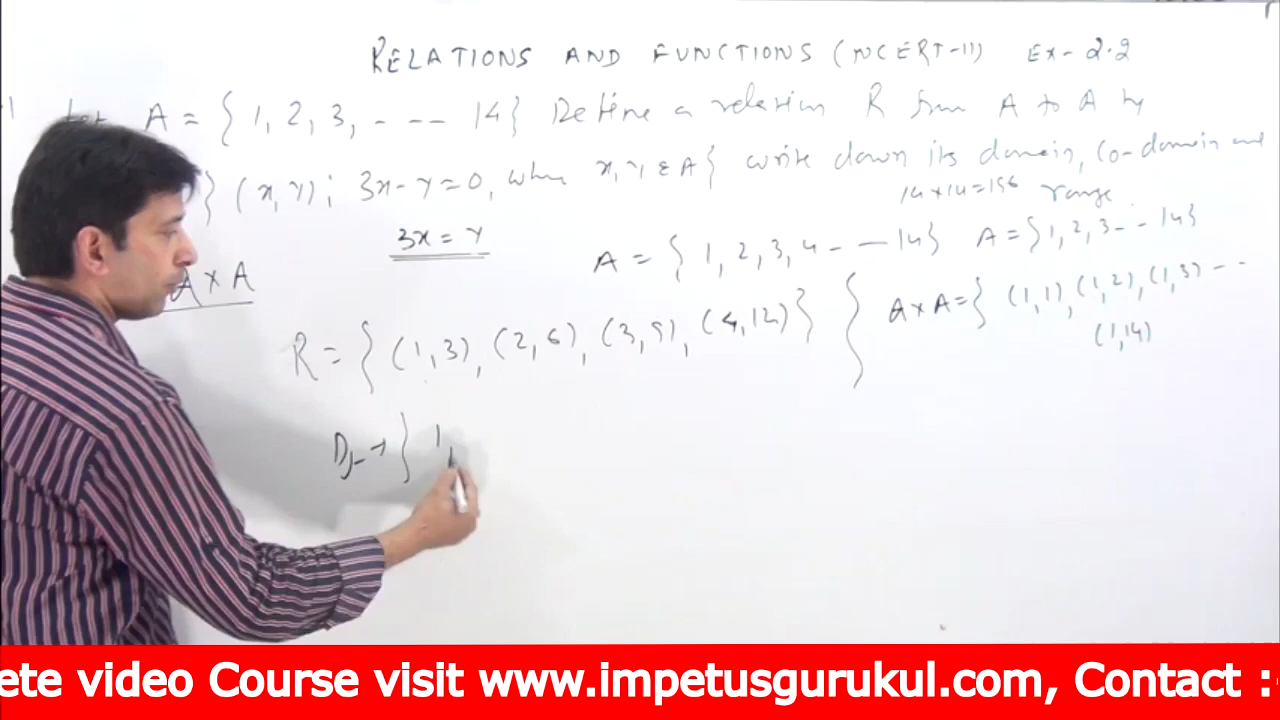 RELATIONS AND FUNCTIONS (NCERT-11) Ex- 2.2
A = { 1, 2, 3, - - - - 14} Define a relation R from A to A by
} (x, y); 3x - y = 0, where x, y ε A} write down its domain, co-domain and
14 x 14 = 196 range
3x = y
A = { 1, 2, 3, 4 - - - 14} A = { 1, 2, 3 - - 14}
A x A
A x A = { (1,1), (1,2), (1,3) - - -
R = { (1,3), (2,6), (3,9), (4,12)} {
(1,14)
→ { 1,
ete video Course visit www.impetusgurukul.com, Contact :-